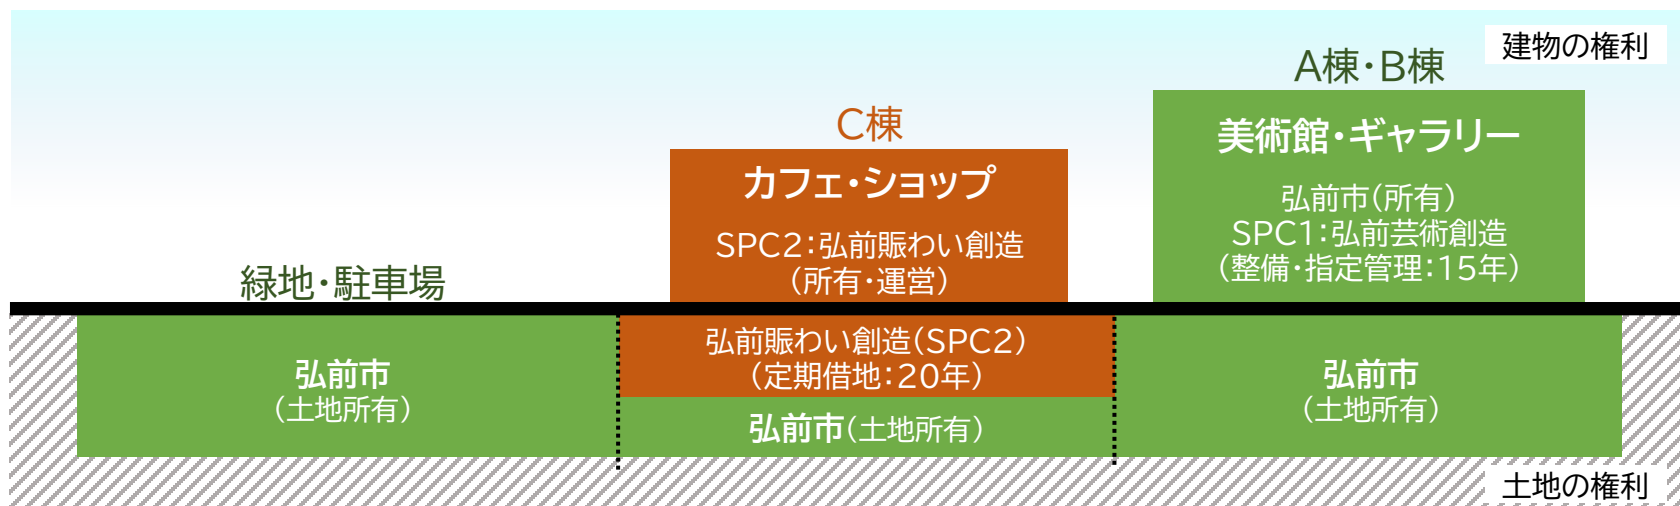 建物の権利
A棟・B棟
美術館・ギャラリー
弘前市（所有）
SPC1：弘前芸術創造
（整備・指定管理：15年）
C棟
カフェ・ショップ
SPC2：弘前賑わい創造
（所有・運営）
緑地・駐車場
弘前市
（土地所有）
弘前賑わい創造（SPC2）
（定期借地：20年）
弘前市（土地所有）
弘前市
（土地所有）
土地の権利